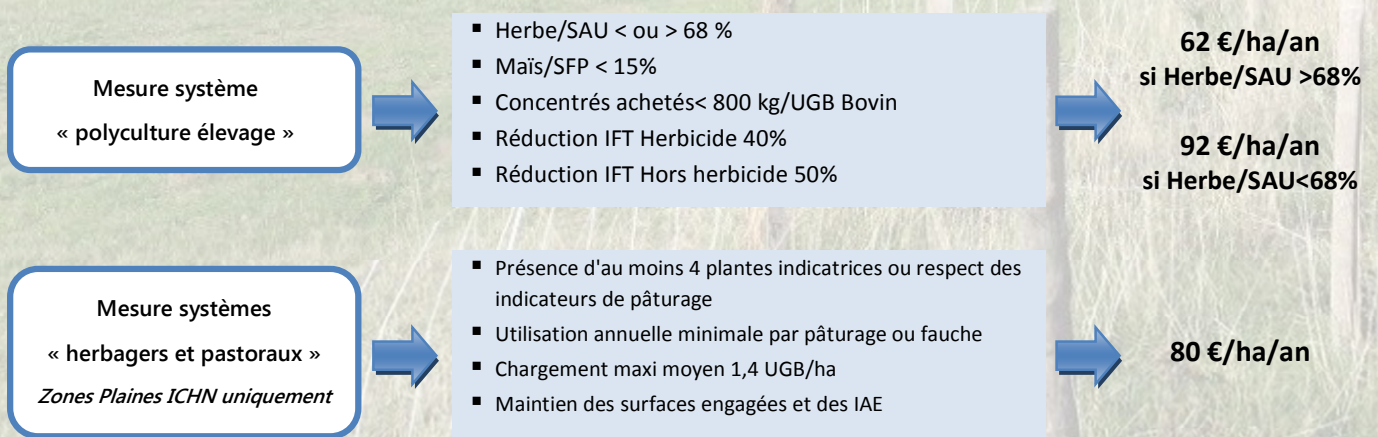 Mesure système
« polyculture élevage »
▪ Herbe/SAU < ou > 68 %
▪ Maïs/SFP < 15%
▪ Concentrés achetés< 800 kg/UGB Bovin
▪ Réduction IFT Herbicide 40%
▪ Réduction IFT Hors herbicide 50%
62 €/ha/an
si Herbe/SAU >68%
92 €/ha/an
si Herbe/SAU<68%
Mesure systèmes
« herbagers et pastoraux »
Zones Plaines ICHN uniquement
▪ Présence d'au moins 4 plantes indicatrices ou respect des
indicateurs de pâturage
▪ Utilisation annuelle minimale par pâturage ou fauche
▪ Chargement maxi moyen 1,4 UGB/ha
▪ Maintien des surfaces engagées et des IAE
80 €/ha/an